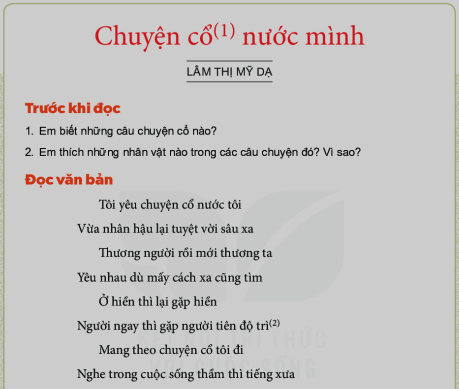 Chuyện cổ(1) nước mình
LÂM THỊ MỸ DẠ
Trước khi đọc
1. Em biết những câu chuyện cổ nào?
2. Em thích những nhân vật nào trong các câu chuyện đó? Vì sao?
Đọc văn bản
Tôi yêu chuyện cổ nước tôi
Vừa nhân hậu lại tuyệt vời sâu xa
Thương người rồi mới thương ta
Yêu nhau dù mấy cách xa cũng tìm
Ở hiền thì lại gặp hiền
Người ngay thì gặp người tiên độ trì(2)
Mang theo chuyện cổ tôi đi
Nghe trong cuộc sống thầm thì tiếng xưa